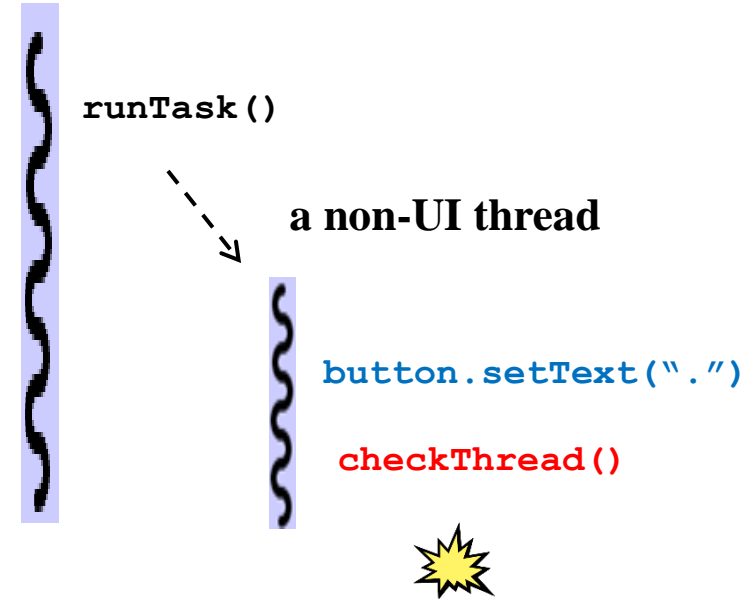 runTask()
a non-UI thread
button.setText(“.”)
checkThread()